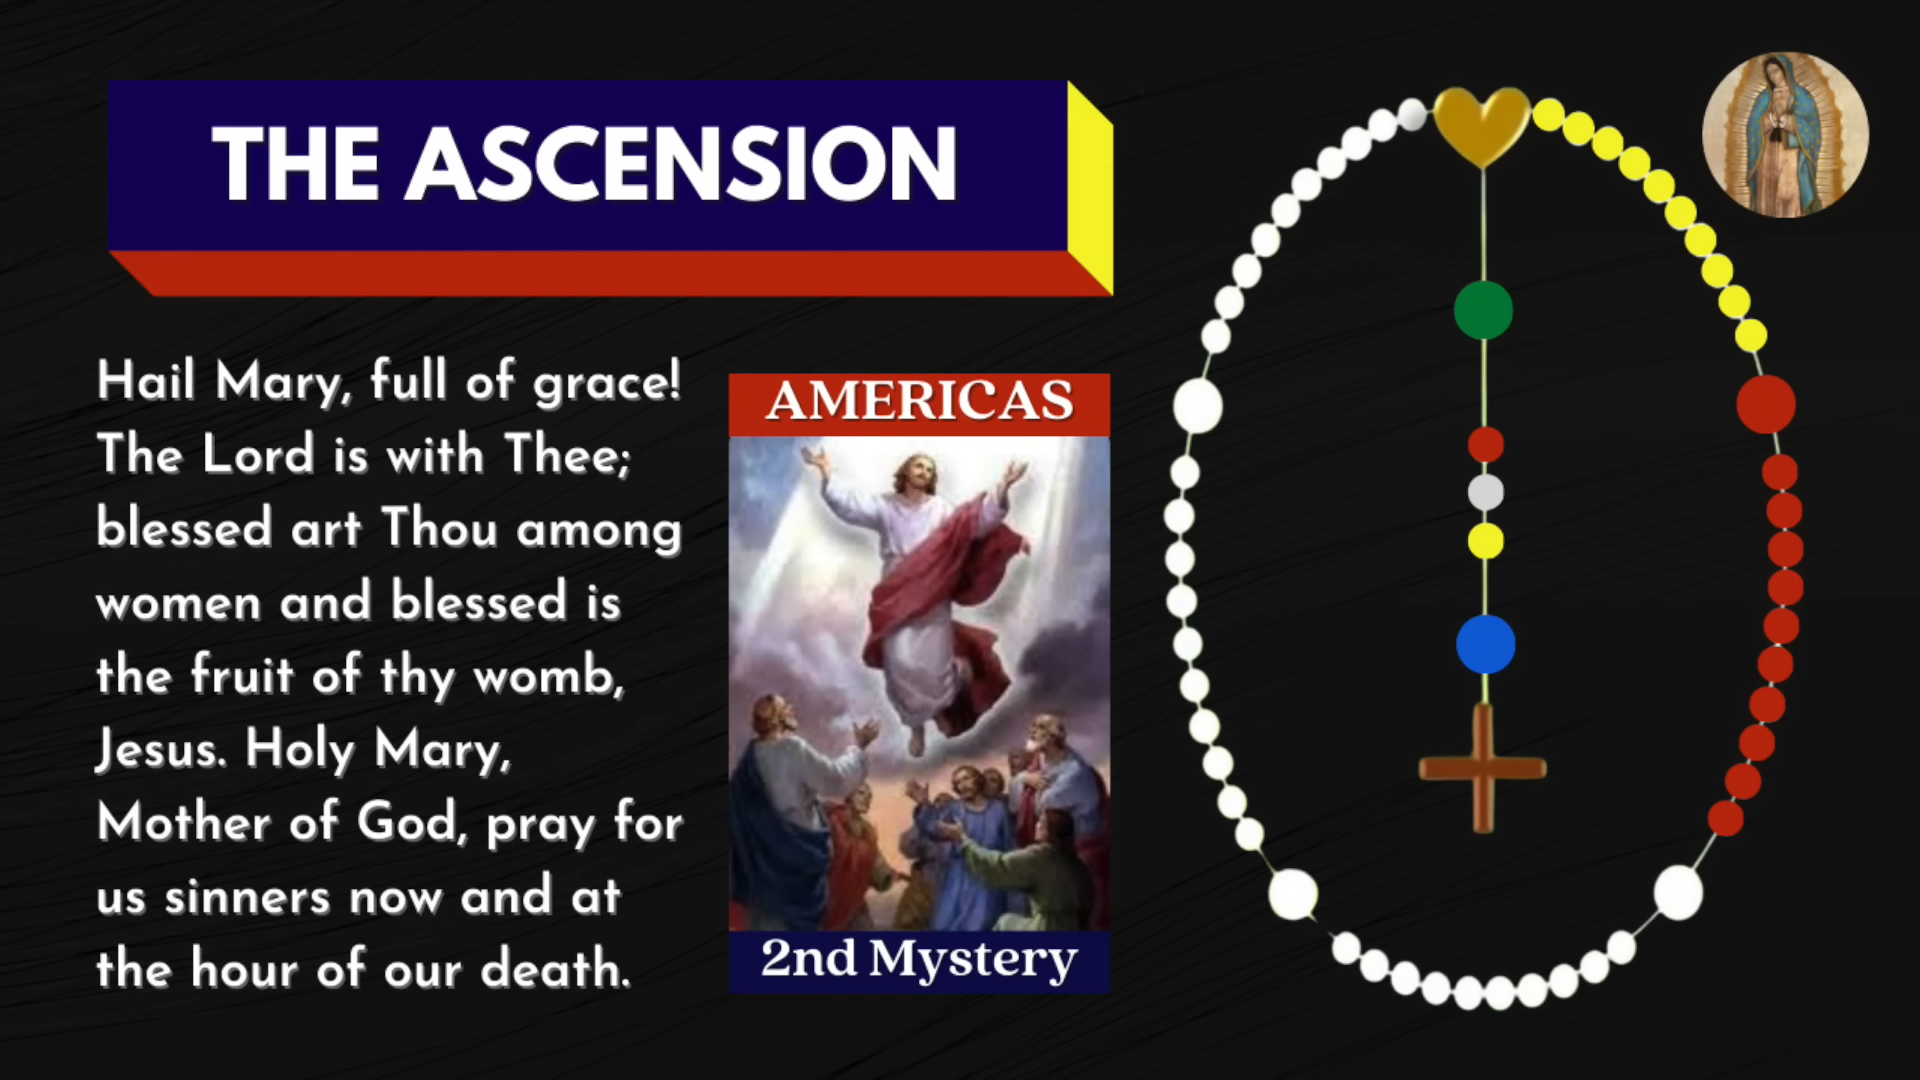 THE ASCENSION
Hail Mary, full of grace!
The Lord is with Thee;
blessed art Thou among
women and blessed is
the fruit of thy womb,
Jesus. Holy Mary,
Mother of God, pray for
us sinners now and at
the hour of our death.
AMERICAS
2nd Mystery